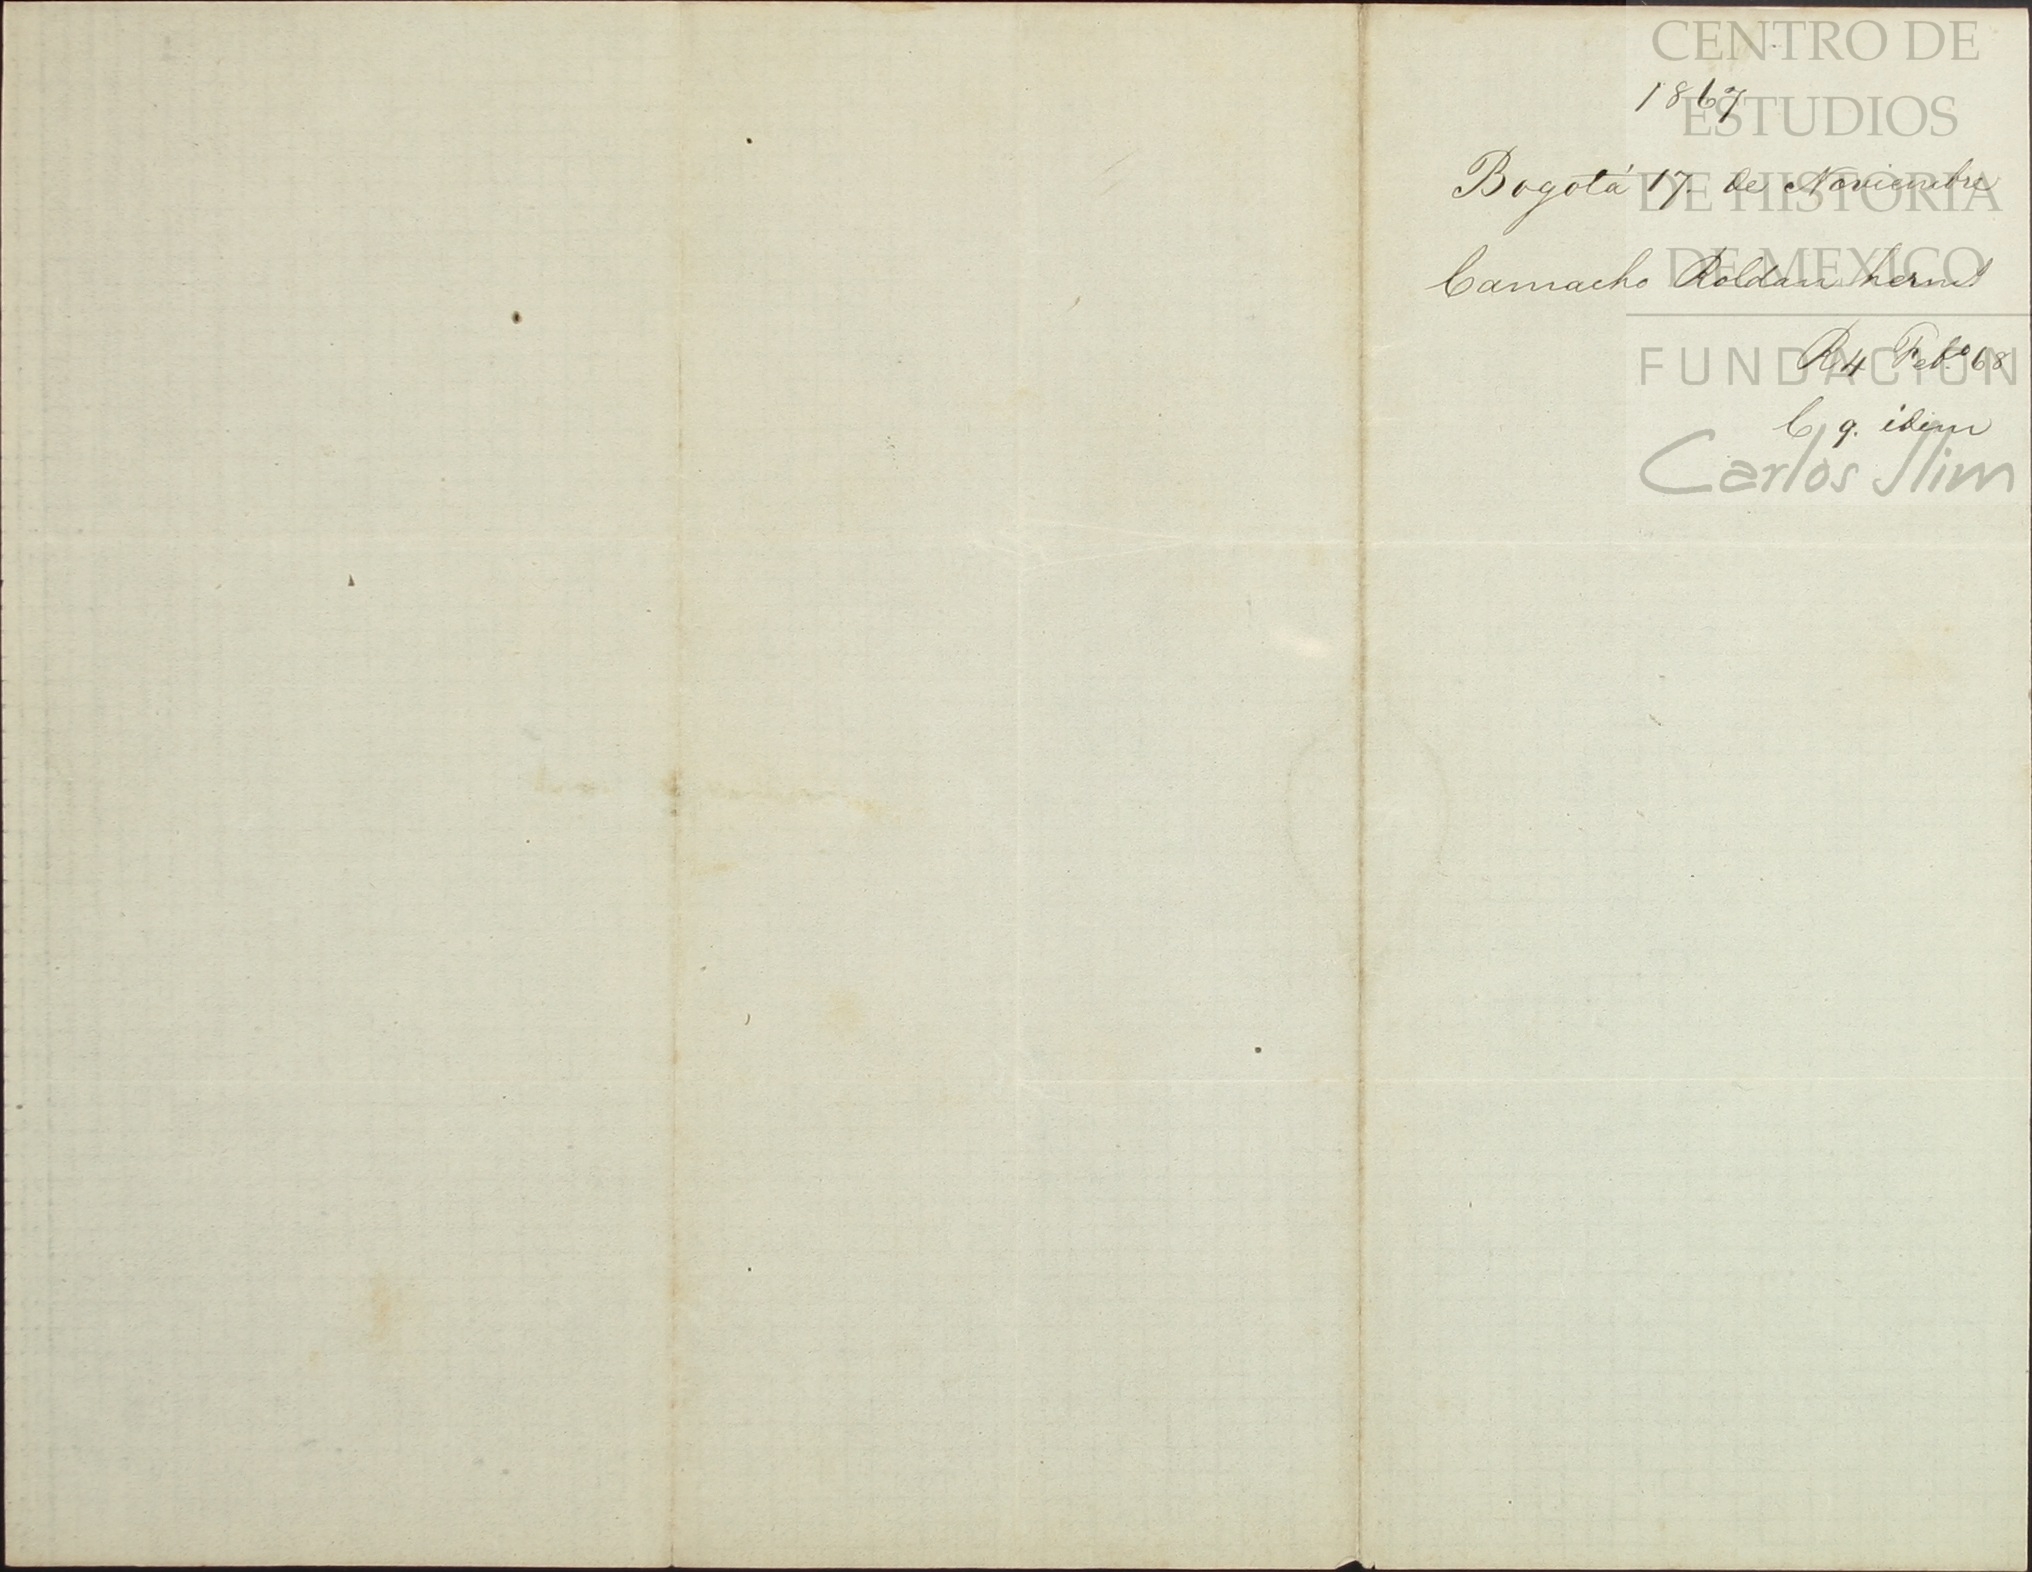 CENTRO DE
ESTUDIOS
DE HISTORIA
DE MEXICO
FUNDACION
Carlos Slim
1867
Bogotá 17. de Noviembre
Camacho Roldan herms
R 4 Feb.o 68
C 9. idem